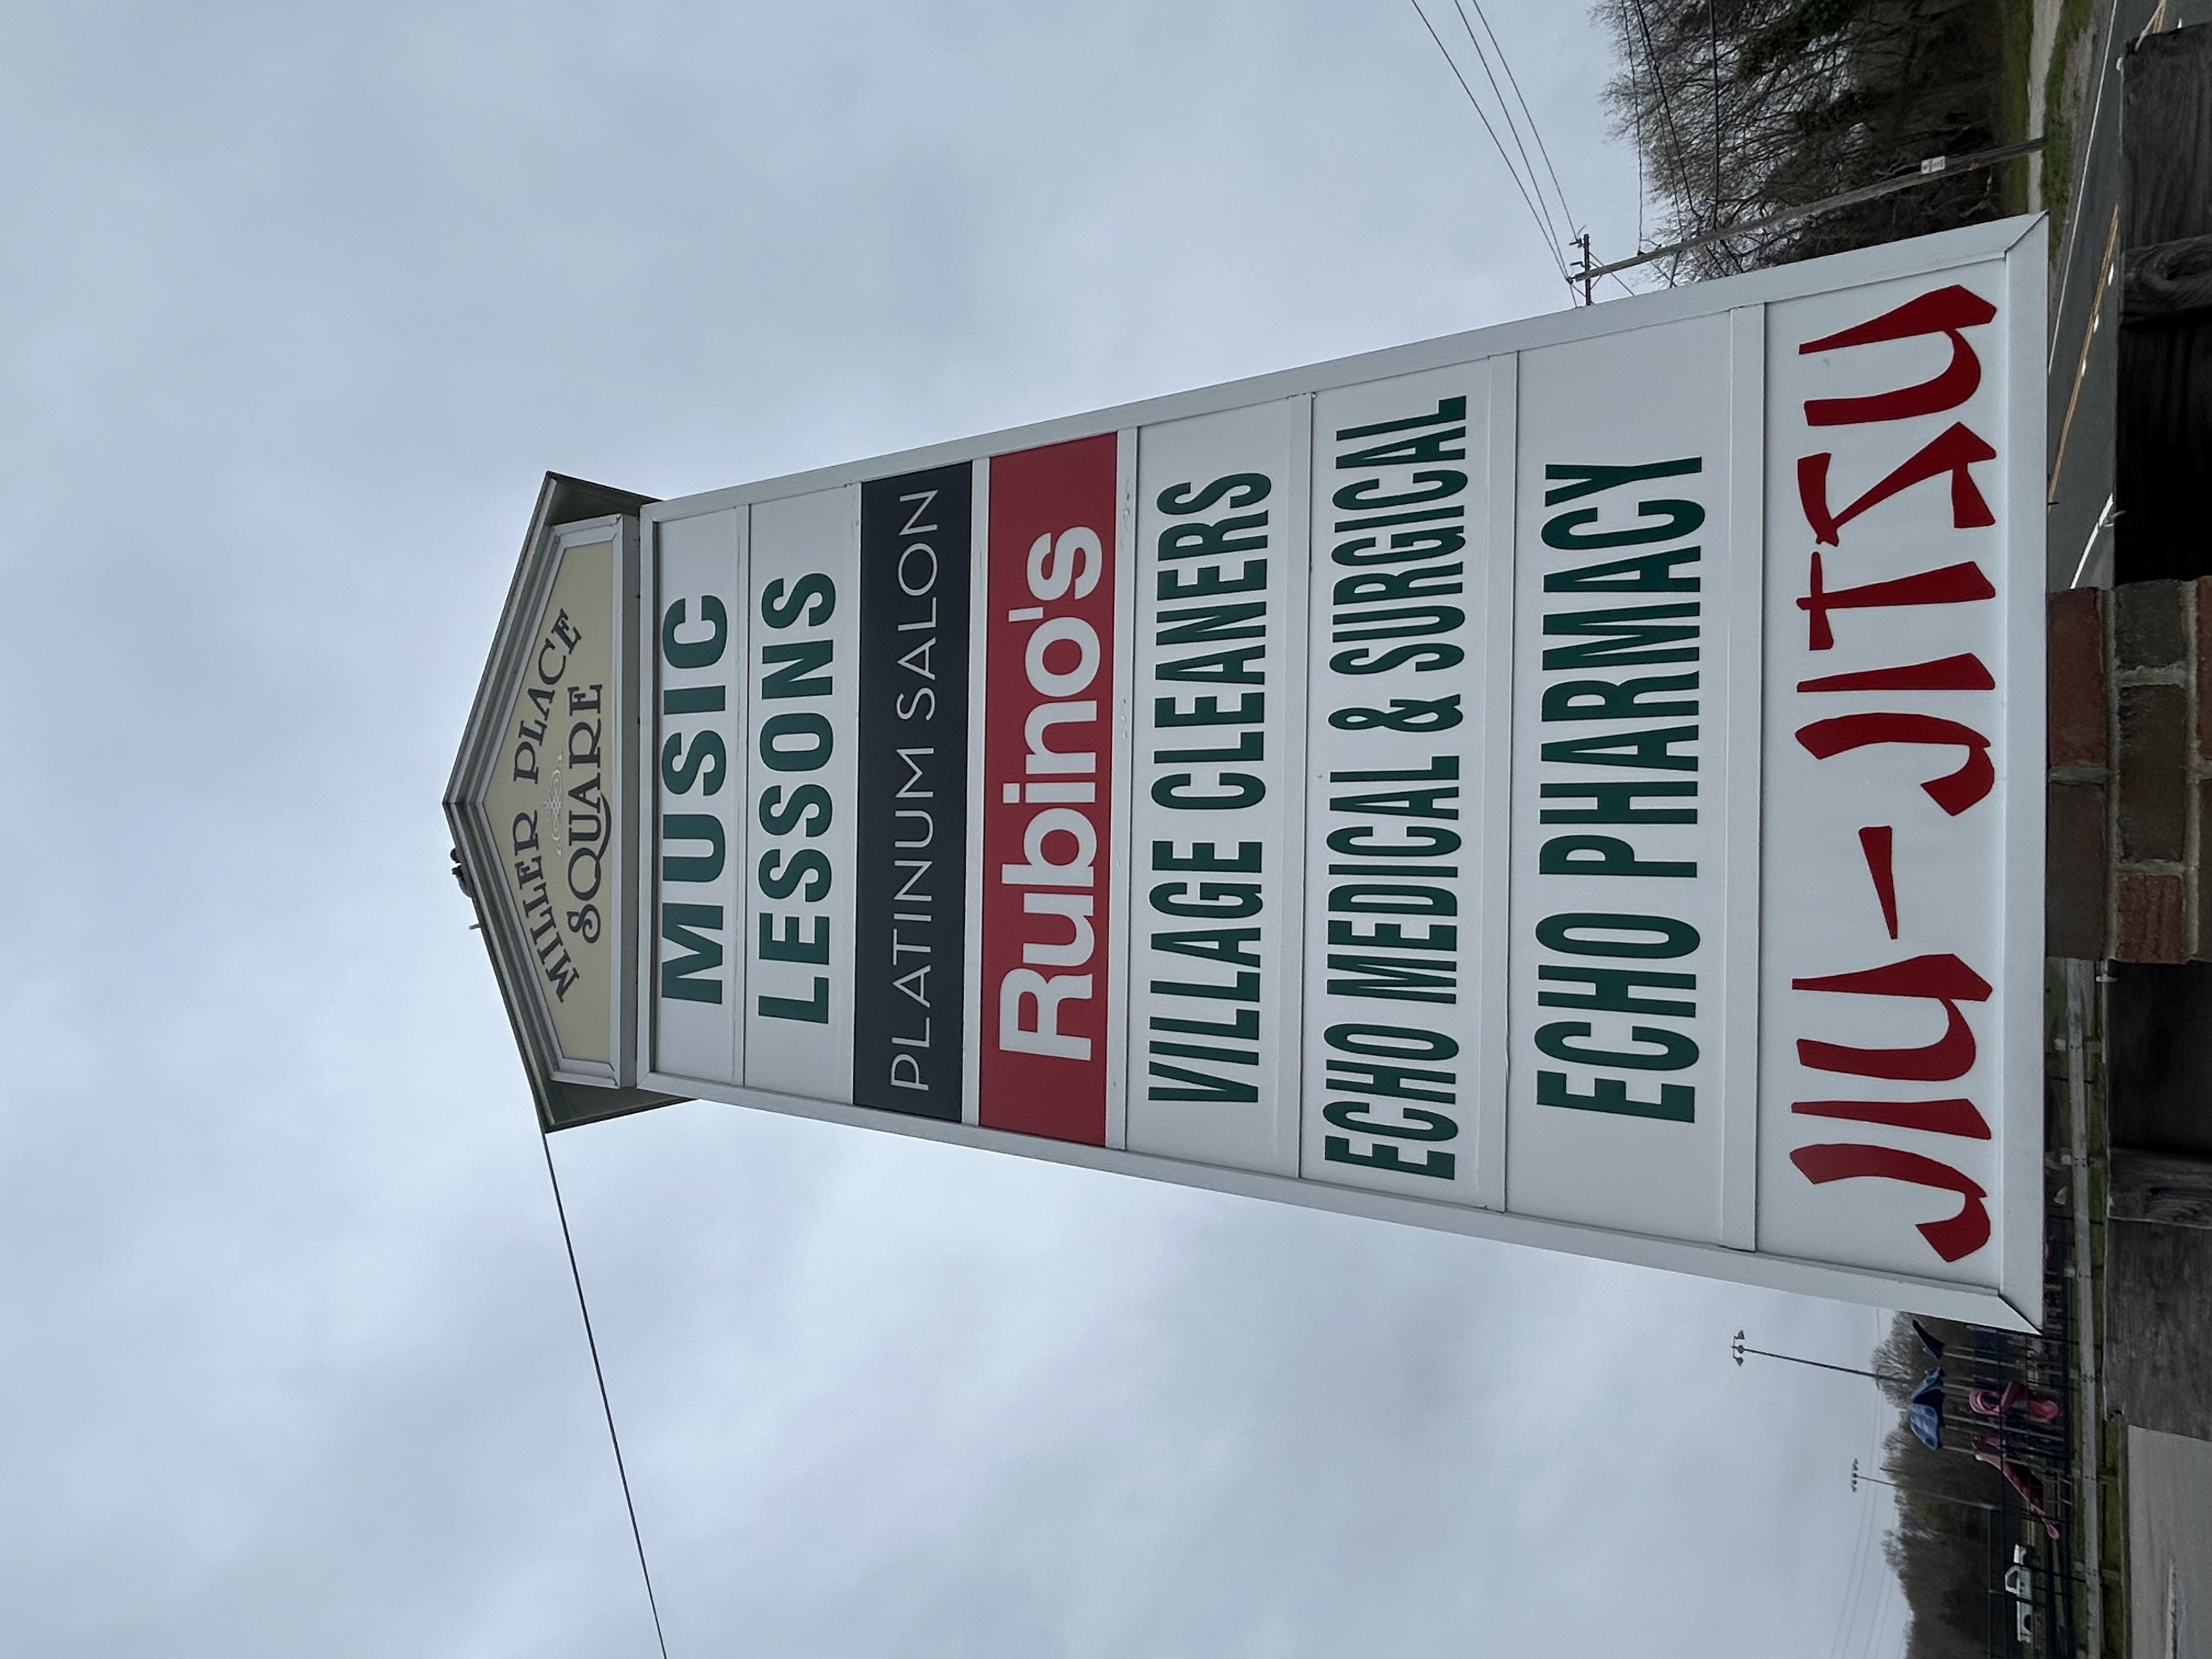 MILLER PLACE
SQUARE
MUSIC
LESSONS
PLATINUM SALON
Rubino's
VILLAGE CLEANERS
ECHO MEDICAL & SURGICAL
ECHO PHARMACY
JIU-JITSU